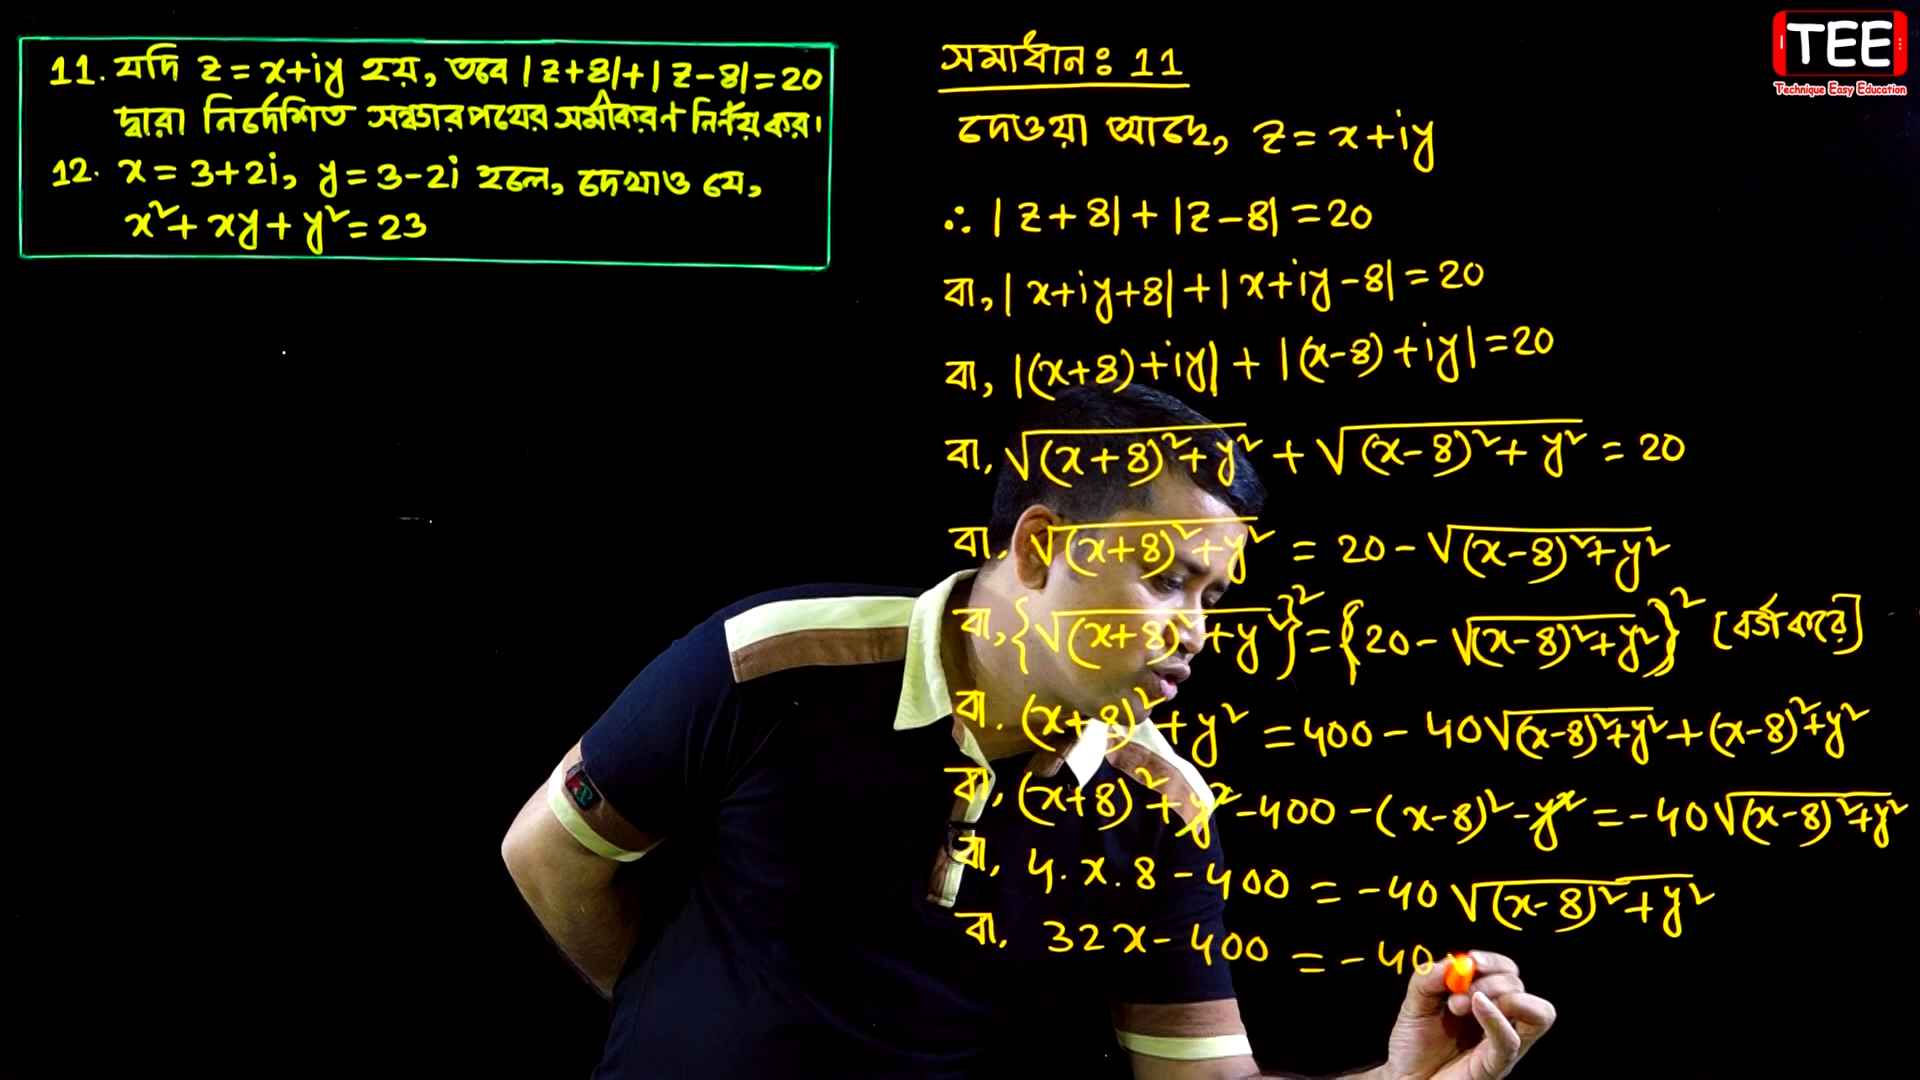 11. যদি z = x+iy হয়, তবে |z+8|+|z-8|=20
দ্বারা নির্দেশিত সঞ্চার পথের সমীকরণ নির্ণয় কর।
12. x = 3+2i, y = 3-2i হলে, দেখাও যে,
x²+ xy+ y²= 23
সমাধান: 11
দেওয়া আছে, z = x+iy
∴ |z+8|+|z-8| = 20
বা, |x+iy+8|+|x+iy-8| = 20
বা, |(x+8)+iy| + |(x-8)+iy| = 20
বা, √(x+8)²+y² + √(x-8)²+y² = 20
বা, √(x+8)²+y² = 20 - √(x-8)²+y²
বা, {√(x+8)²+y²}² = {20 - √(x-8)²+y²}² [বর্গ করে]
বা, (x+8)²+y² = 400 - 40√(x-8)²+y² + (x-8)²+y²
বা, (x+8)²+y²-400-(x-8)²-y² = -40√(x-8)²+y²
বা, 4.x.8-400 = -40√(x-8)²+y²
বা, 32x-400 = -40
TEE
Technique Easy Education